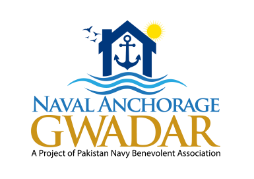 NAVAL ANCHORAGE
GWADAR
A Project of Pakistan Navy Benevolent Association